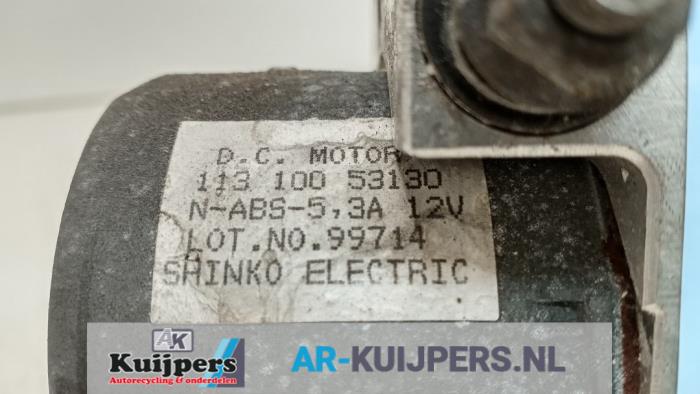 D.C. MOTOR
113 100 53130
N-ABS-5,3A 12V
LOT.NO.99714
SHINKO ELECTRIC
AK
Kuijpers
Autorecycling & onderdelen
AR-KUIJPERS.NL